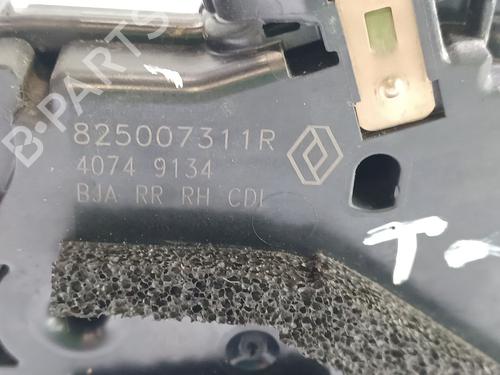 B-PARTS
825007311R
4074 9134
BJA RR RH CDL
T-